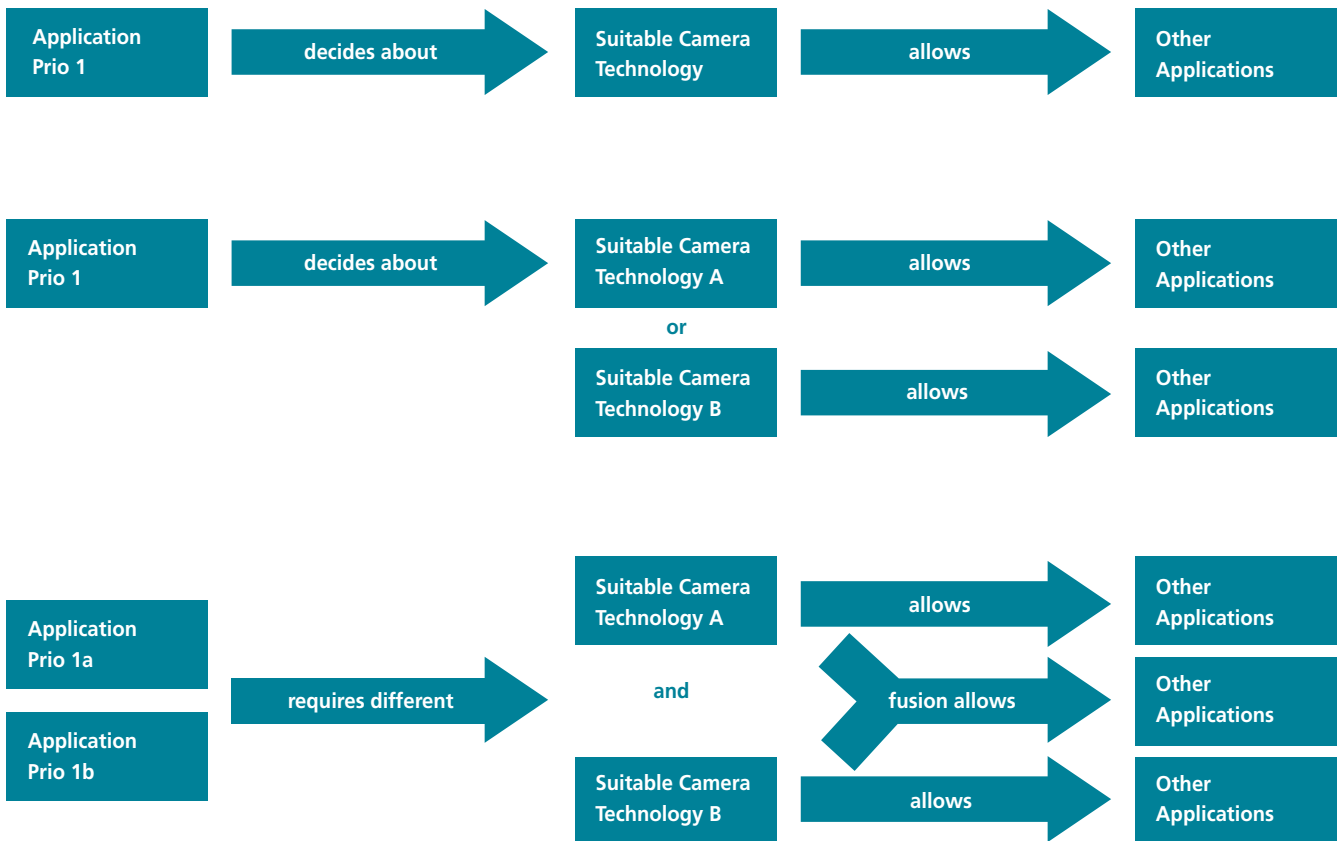 Application
Prio 1
decides about
Suitable Camera
Technology
allows
Other
Applications
Application
Prio 1
decides about
Suitable Camera
Technology A
allows
Other
Applications
or
Suitable Camera
Technology B
allows
Other
Applications
Application
Prio 1a
Application
Prio 1b
requires different
Suitable Camera
Technology A
and
Suitable Camera
Technology B
allows
fusion allows
allows
Other
Applications
Other
Applications
Other
Applications